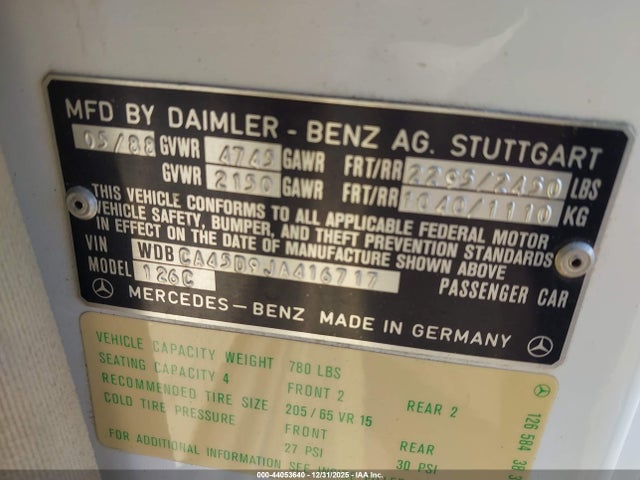 MFD BY DAIMLER - BENZ AG. STUTTGART
05/88 GVWR 4745 GAWR FRT/RR 2295/2450 LBS
GVWR 2150 GAWR FRT/RR 1040/1110 KG
THIS VEHICLE CONFORMS TO ALL APPLICABLE FEDERAL MOTOR
VEHICLE SAFETY, BUMPER, AND THEFT PREVENTION STANDARDS
IN EFFECT ON THE DATE OF MANUFACTURE SHOWN ABOVE
VIN WDBCA45D9JA416717
MODEL 126C PASSENGER CAR
MERCEDES-BENZ MADE IN GERMANY
VEHICLE CAPACITY WEIGHT 780 LBS
SEATING CAPACITY 4 FRONT 2 REAR 2
RECOMMENDED TIRE SIZE 205/65 VR 15
COLD TIRE PRESSURE FRONT REAR
27 PSI 30 PSI
FOR ADDITIONAL INFORMATION SEE
126 584 38
© - 000-44053640 - 12/31/2025 - IAAI